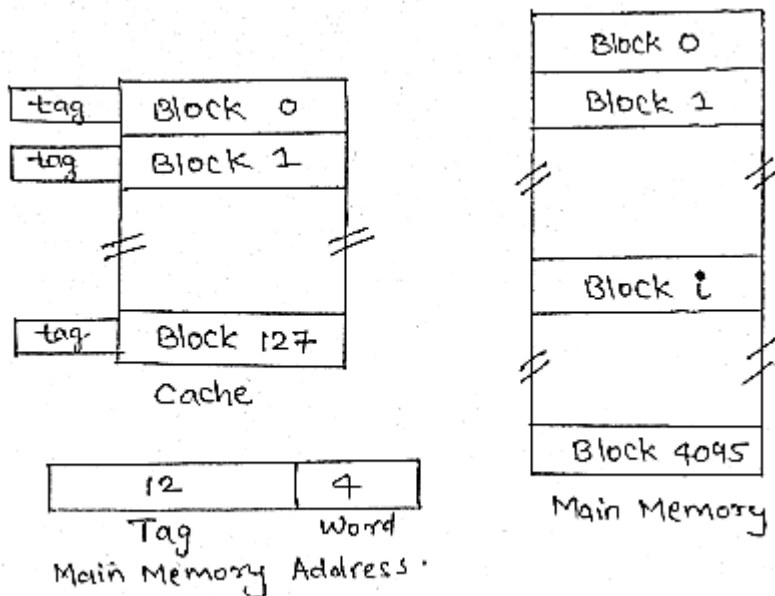 tag Block 0
tag Block 1
tag Block 127
Cache
Block 0
Block 1
Block i
Block 4095
Main Memory
12 4
Tag Word
Main Memory Address.